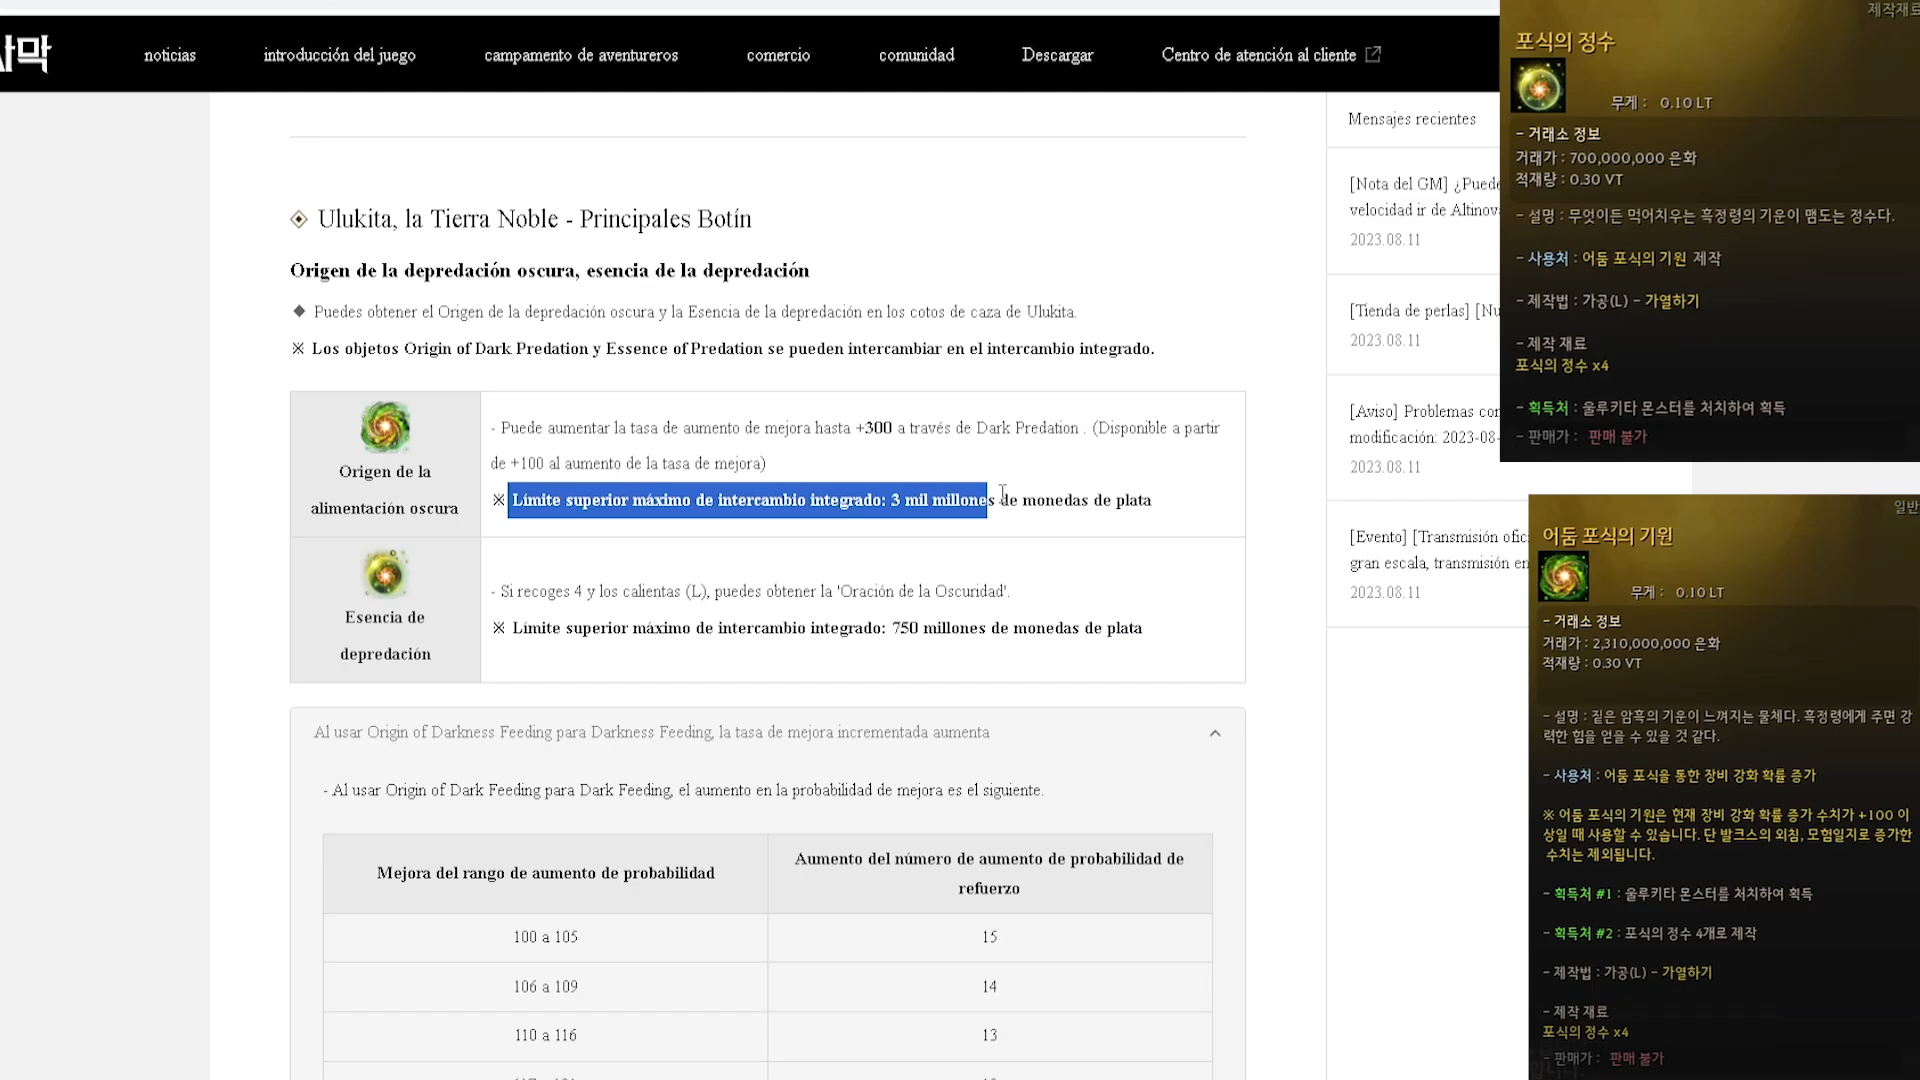 사막
noticias
introducción del juego
campamento de aventureros
comercio
comunidad
Descargar
Centro de atención al cliente
Ulukita, la Tierra Noble - Principales Botín
Origen de la depredación oscura, esencia de la depredación
◆ Puedes obtener el Origen de la depredación oscura y la Esencia de la depredación en los cotos de caza de Ulukita.
※ Los objetos Origin of Dark Predation y Essence of Predation se pueden intercambiar en el intercambio integrado.
Origen de la
alimentación oscura
- Puede aumentar la tasa de aumento de mejora hasta +300 a través de Dark Predation . (Disponible a partir
de +100 al aumento de la tasa de mejora)
※ Límite superior máximo de intercambio integrado: 3 mil millones de monedas de plata
Esencia de
depredación
- Si recoges 4 y los calientas (L), puedes obtener la 'Oración de la Oscuridad'.
※ Límite superior máximo de intercambio integrado: 750 millones de monedas de plata
Al usar Origin of Darkness Feeding para Darkness Feeding, la tasa de mejora incrementada aumenta
- Al usar Origin of Dark Feeding para Dark Feeding, el aumento en la probabilidad de mejora es el siguiente.
Mejora del rango de aumento de probabilidad
Aumento del número de aumento de probabilidad de
refuerzo
100 a 105
15
106 a 109
14
110 a 116
13
Mensajes recientes
[Nota del GM] ¿Puede
velocidad ir de Altinov
2023.08.11
[Tienda de perlas] [Nu
2023.08.11
[Aviso] Problemas con
modificación: 2023-08-
2023.08.11
[Evento] [Transmisión ofic
gran escala, transmisión en
2023.08.11
제작재료
포식의 정수
무게 : 0.10 LT
- 거래소 정보
거래가 : 700,000,000 은화
적재량 : 0.30 VT
- 설명 : 무엇이든 먹어치우는 흑정령의 기운이 맴도는 정수다.
- 사용처 : 어둠 포식의 기원 제작
- 제작법 : 가공(L) - 가열하기
- 제작 재료
포식의 정수 x4
- 획득처 : 울루키타 몬스터를 처치하여 획득
- 판매가 : 판매 불가
일반
어둠 포식의 기원
무게 : 0.10 LT
- 거래소 정보
거래가 : 2,310,000,000 은화
적재량 : 0.30 VT
- 설명 : 짙은 암흑의 기운이 느껴지는 물체다. 흑정령에게 주면 강
력한 힘을 얻을 수 있을 것 같다.
- 사용처 : 어둠 포식을 통한 장비 강화 확률 증가
※ 어둠 포식의 기원은 현재 장비 강화 확률 증가 수치가 +100 이
상일 때 사용할 수 있습니다. 단 발크스의 외침, 모험일지로 증가한
수치는 제외됩니다.
- 획득처 #1 : 울루키타 몬스터를 처치하여 획득
- 획득처 #2 : 포식의 정수 4개로 제작
- 제작법 : 가공(L) - 가열하기
- 제작 재료
포식의 정수 x4
- 판매가 : 판매 불가